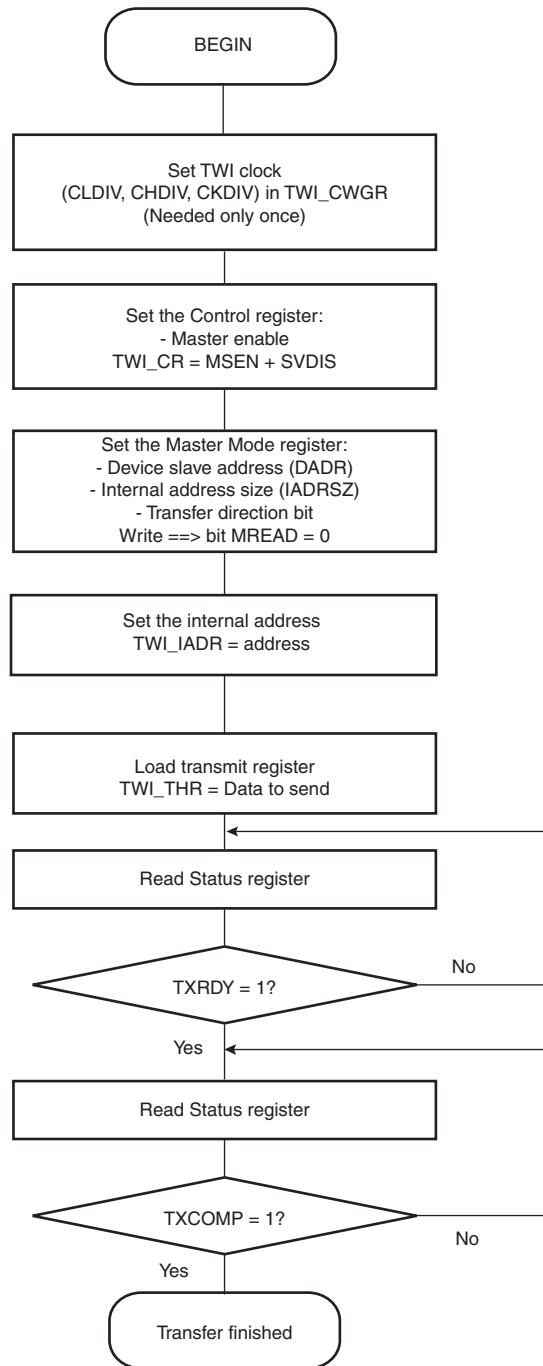 BEGIN
Set TWI clock
(CLDIV, CHDIV, CKDIV) in TWI_CWGR
(Needed only once)
Set the Control register:
- Master enable
TWI_CR = MSEN + SVDIS
Set the Master Mode register:
- Device slave address (DADR)
- Internal address size (IADRSZ)
- Transfer direction bit
Write ==> bit MREAD = 0
Set the internal address
TWI_IADR = address
Load transmit register
TWI_THR = Data to send
Read Status register
TXRDY = 1?
No
Yes
Read Status register
TXCOMP = 1?
No
Yes
Transfer finished